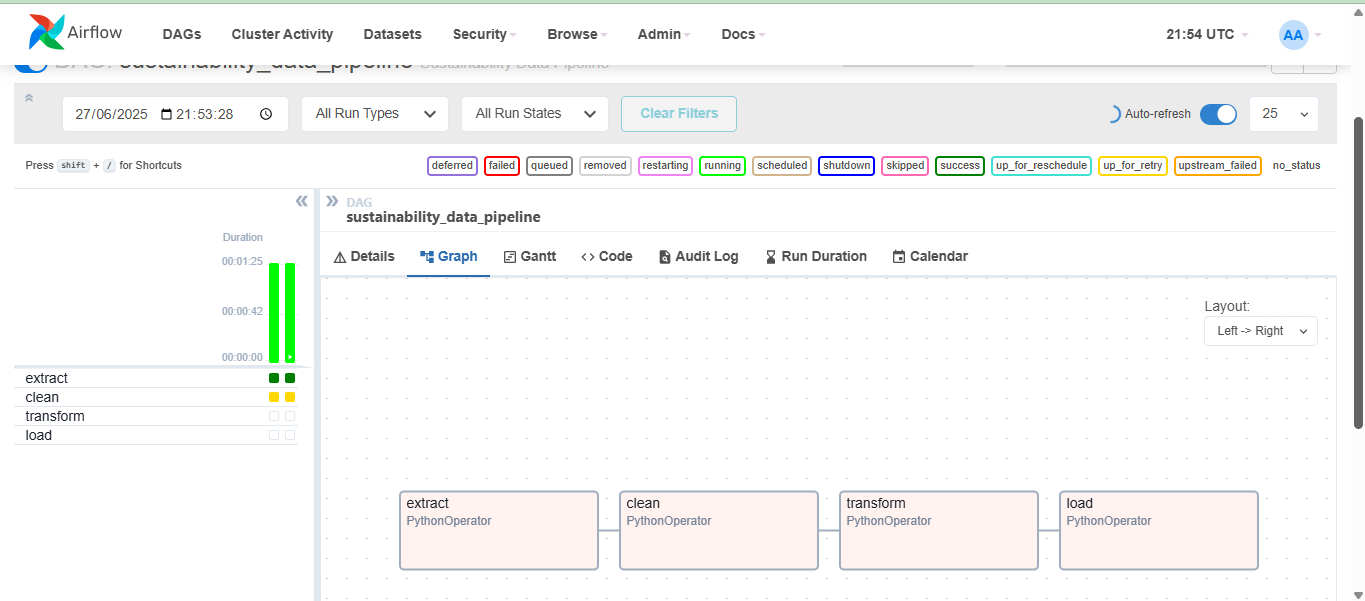 Airflow
DAGs Cluster Activity Datasets Security Browse Admin Docs 21:54 UTC AA
DAG: sustainability_data_pipeline Sustainability Data Pipeline
27/06/2025 21:53:28 All Run Types All Run States Clear Filters Auto-refresh 25
Press shift + / for Shortcuts deferred failed queued removed restarting running scheduled shutdown skipped success up_for_reschedule up_for_retry upstream_failed no_status
DAG
sustainability_data_pipeline
Duration
00:01:25
00:00:42
00:00:00
extract
clean
transform
load
Details Graph Gantt Code Audit Log Run Duration Calendar
Layout:
Left -> Right
extract
PythonOperator
clean
PythonOperator
transform
PythonOperator
load
PythonOperator